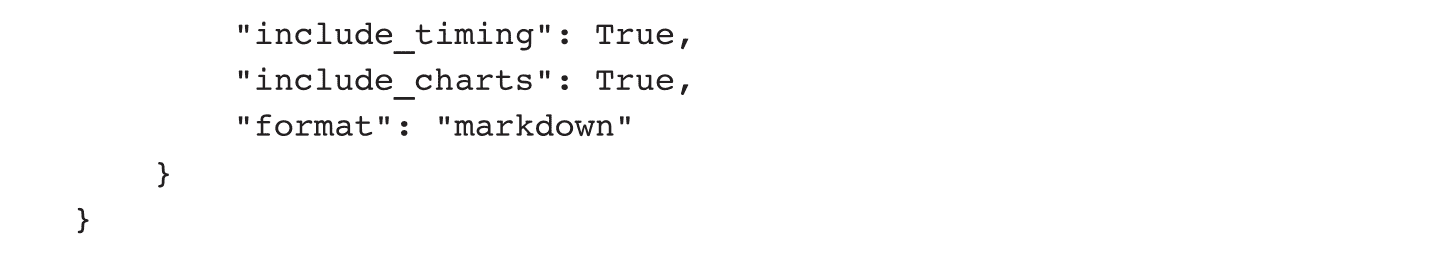 "include_timing": True,
"include_charts": True,
"format": "markdown"
}
}